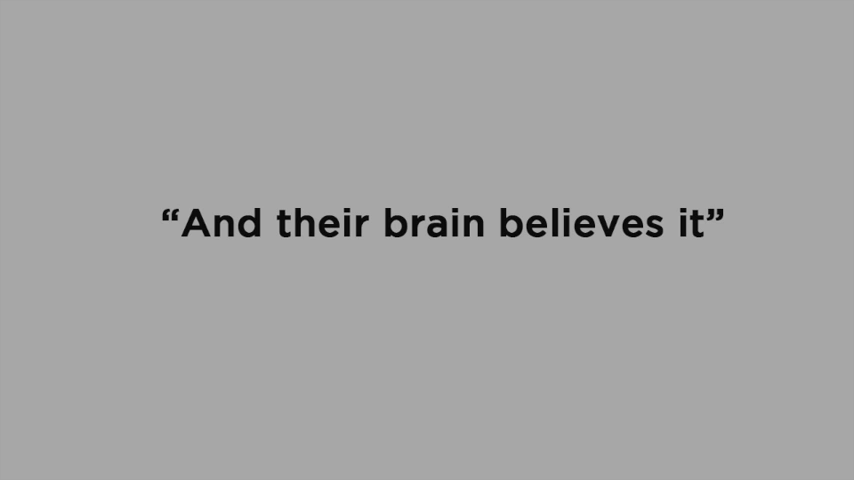 “And their brain believes it”